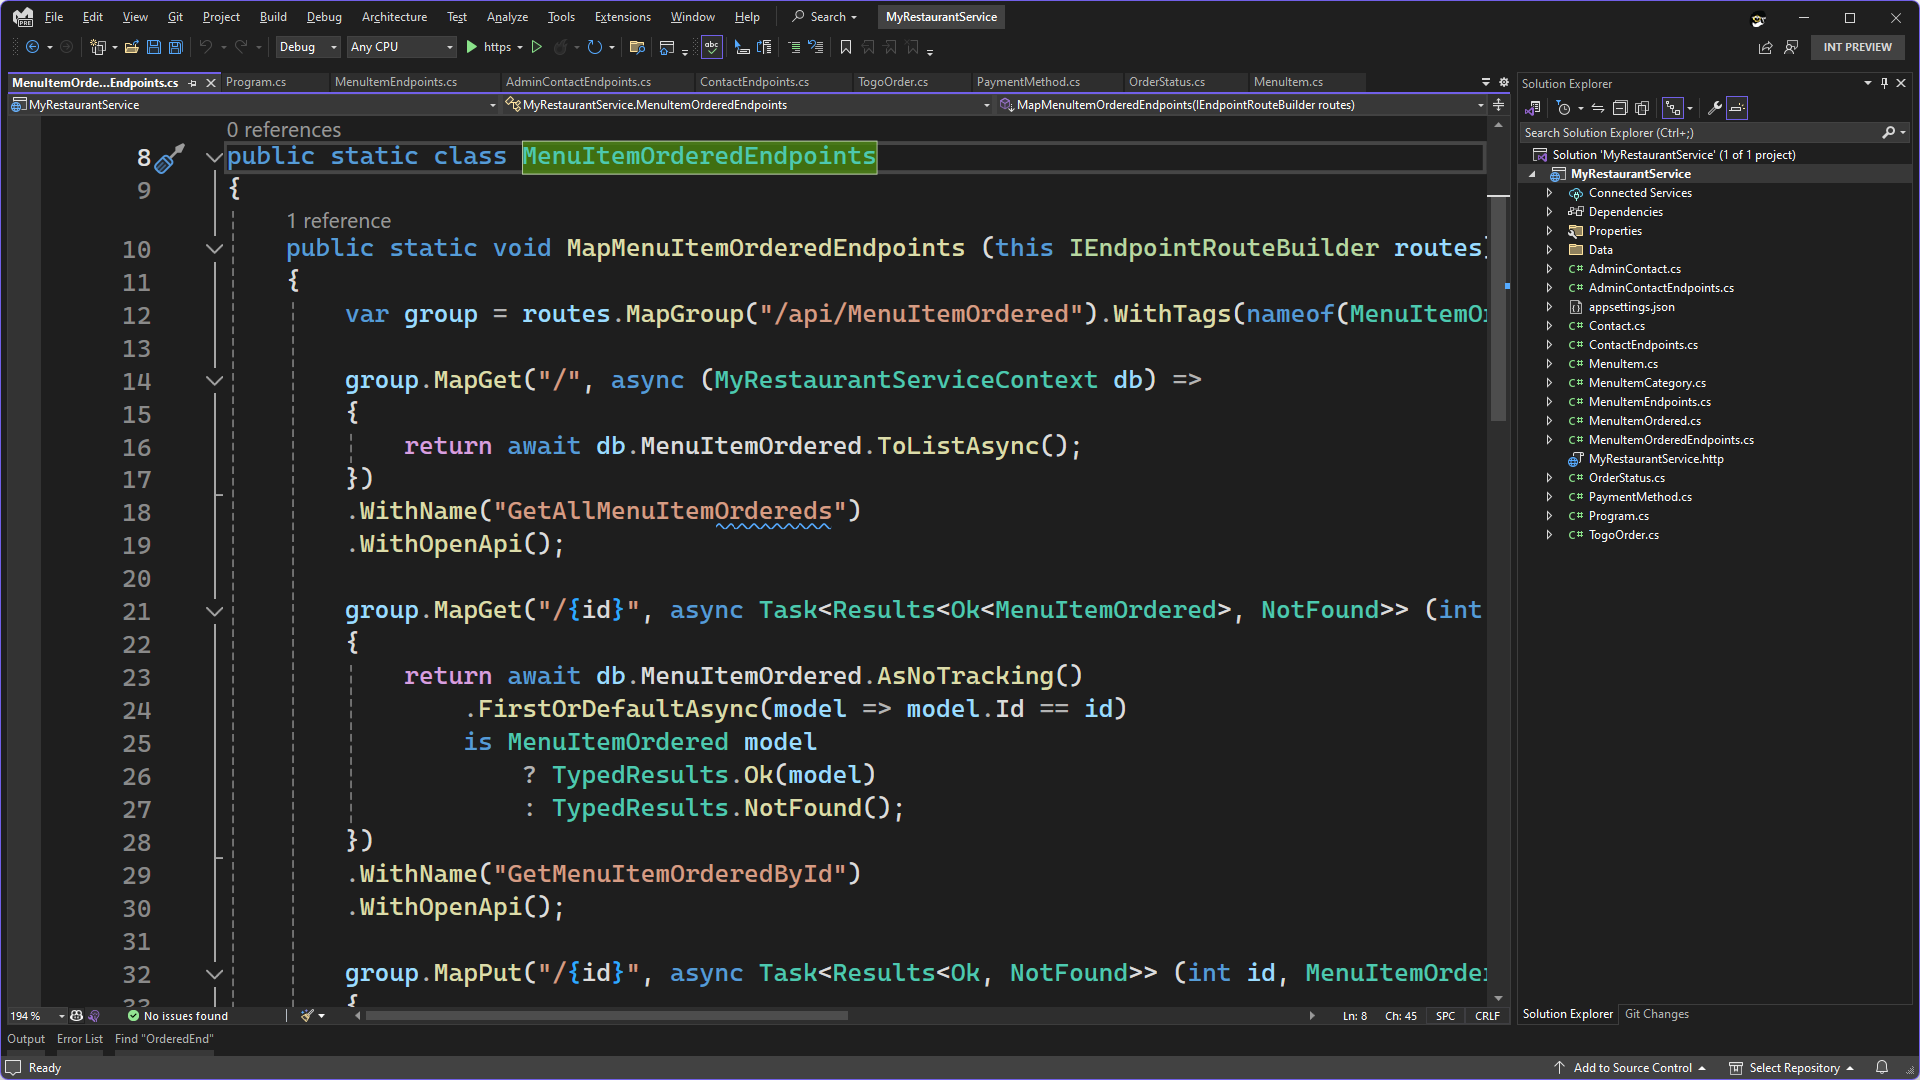 File Edit View Git Project Build Debug Architecture Test Analyze Tools Extensions Window Help Search MyRestaurantService
Debug Any CPU https abc INT PREVIEW
MenuItemOrde...Endpoints.cs Program.cs MenuItemEndpoints.cs AdminContactEndpoints.cs ContactEndpoints.cs TogoOrder.cs PaymentMethod.cs OrderStatus.cs MenuItem.cs
MyRestaurantService MyRestaurantService.MenuItemOrderedEndpoints MapMenuItemOrderedEndpoints(IEndpointRouteBuilder routes)
0 references
8 public static class MenuItemOrderedEndpoints
9 {
1 reference
10 public static void MapMenuItemOrderedEndpoints (this IEndpointRouteBuilder routes)
11 {
12 var group = routes.MapGroup("/api/MenuItemOrdered").WithTags(nameof(MenuItemOr
13
14 group.MapGet("/", async (MyRestaurantServiceContext db) =>
15 {
16 return await db.MenuItemOrdered.ToListAsync();
17 })
18 .WithName("GetAllMenuItemOrdereds")
19 .WithOpenApi();
20
21 group.MapGet("/{id}", async Task<Results<Ok<MenuItemOrdered>, NotFound>> (int
22 {
23 return await db.MenuItemOrdered.AsNoTracking()
24 .FirstOrDefaultAsync(model => model.Id == id)
25 is MenuItemOrdered model
26 ? TypedResults.Ok(model)
27 : TypedResults.NotFound();
28 })
29 .WithName("GetMenuItemOrderedById")
30 .WithOpenApi();
31
32 group.MapPut("/{id}", async Task<Results<Ok, NotFound>> (int id, MenuItemOrder
33 {
194 % No issues found Ln: 8 Ch: 45 SPC CRLF
Output Error List Find "OrderedEnd"
Ready Add to Source Control Select Repository
Solution Explorer
Search Solution Explorer (Ctrl+;)
Solution 'MyRestaurantService' (1 of 1 project)
MyRestaurantService
Connected Services
Dependencies
Properties
Data
C# AdminContact.cs
C# AdminContactEndpoints.cs
appsettings.json
C# Contact.cs
C# ContactEndpoints.cs
C# MenuItem.cs
C# MenuItemCategory.cs
C# MenuItemEndpoints.cs
C# MenuItemOrdered.cs
C# MenuItemOrderedEndpoints.cs
MyRestaurantService.http
C# OrderStatus.cs
C# PaymentMethod.cs
C# Program.cs
C# TogoOrder.cs
Solution Explorer Git Changes